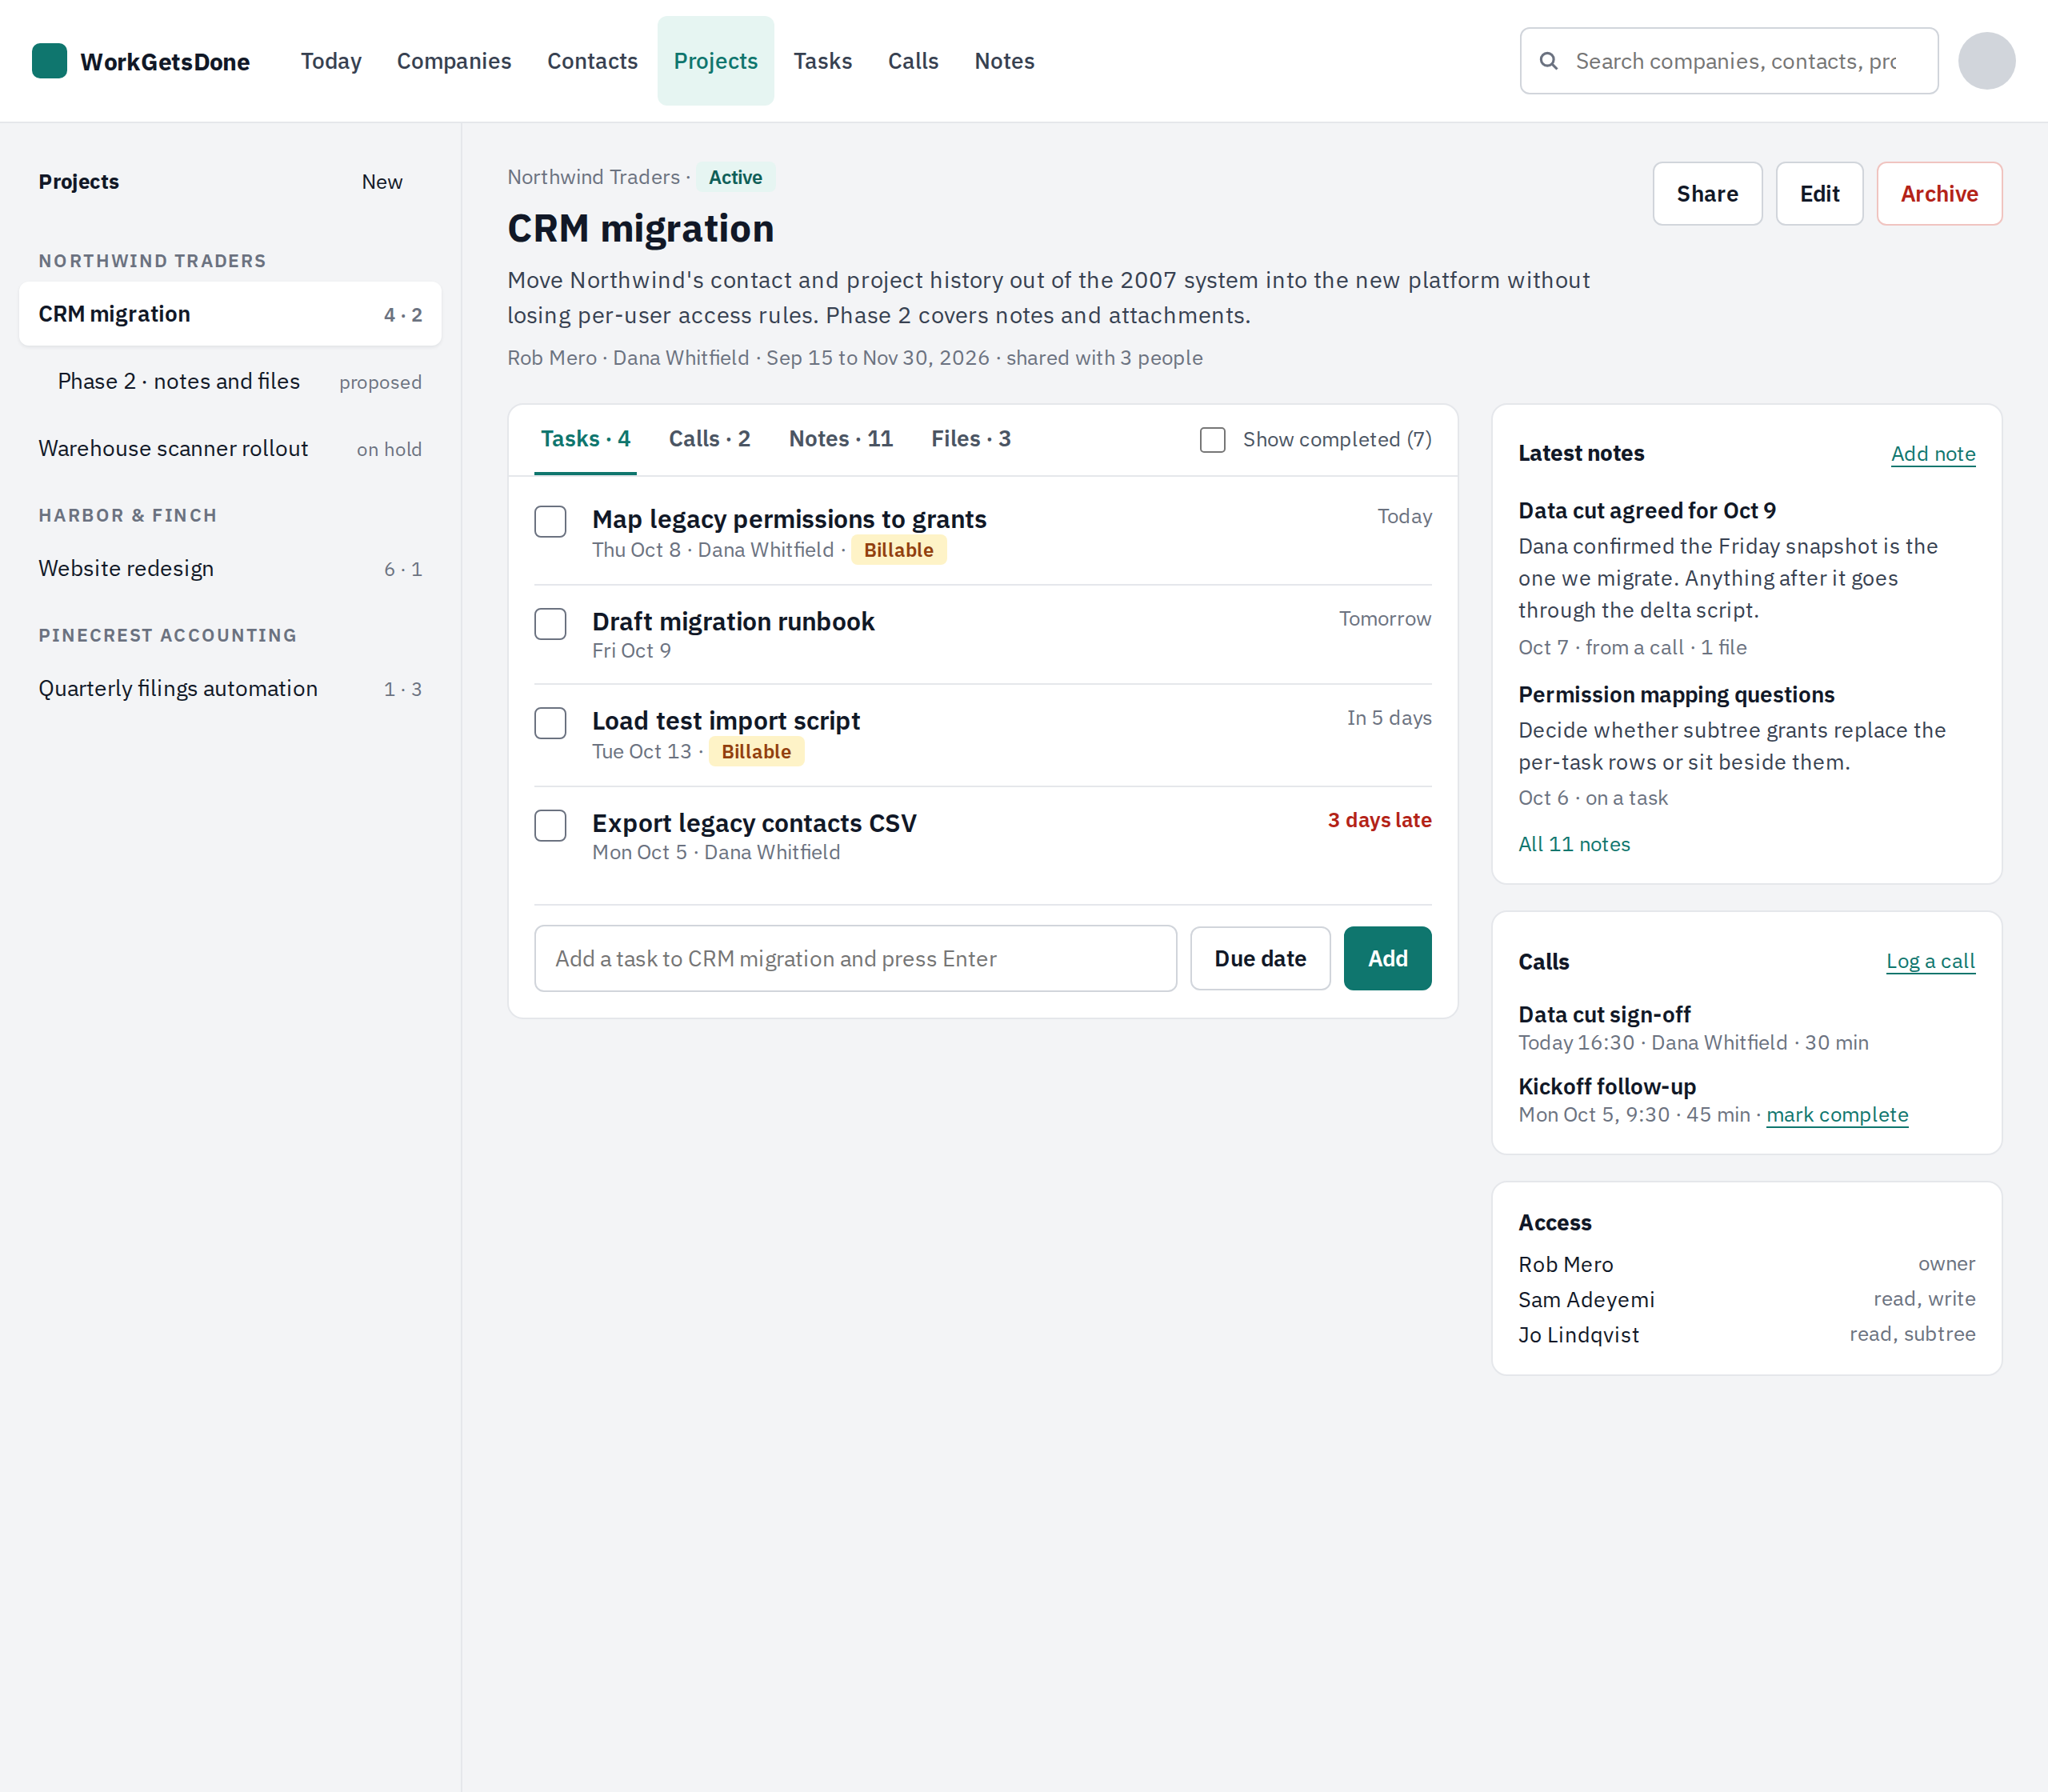 WorkGetsDone
Today
Companies
Contacts
Projects
Tasks
Calls
Notes
Search companies, contacts, pro
Projects
New
NORTHWIND TRADERS
CRM migration 4 · 2
Phase 2 · notes and files proposed
Warehouse scanner rollout on hold
HARBOR & FINCH
Website redesign 6 · 1
PINECREST ACCOUNTING
Quarterly filings automation 1 · 3
Northwind Traders · Active
CRM migration
Move Northwind's contact and project history out of the 2007 system into the new platform without
losing per-user access rules. Phase 2 covers notes and attachments.
Rob Mero · Dana Whitfield · Sep 15 to Nov 30, 2026 · shared with 3 people
Share
Edit
Archive
Tasks · 4
Calls · 2
Notes · 11
Files · 3
Show completed (7)
Map legacy permissions to grants Today
Thu Oct 8 · Dana Whitfield · Billable
Draft migration runbook Tomorrow
Fri Oct 9
Load test import script In 5 days
Tue Oct 13 · Billable
Export legacy contacts CSV 3 days late
Mon Oct 5 · Dana Whitfield
Add a task to CRM migration and press Enter
Due date
Add
Latest notes Add note
Data cut agreed for Oct 9
Dana confirmed the Friday snapshot is the
one we migrate. Anything after it goes
through the delta script.
Oct 7 · from a call · 1 file
Permission mapping questions
Decide whether subtree grants replace the
per-task rows or sit beside them.
Oct 6 · on a task
All 11 notes
Calls Log a call
Data cut sign-off
Today 16:30 · Dana Whitfield · 30 min
Kickoff follow-up
Mon Oct 5, 9:30 · 45 min · mark complete
Access
Rob Mero owner
Sam Adeyemi read, write
Jo Lindqvist read, subtree